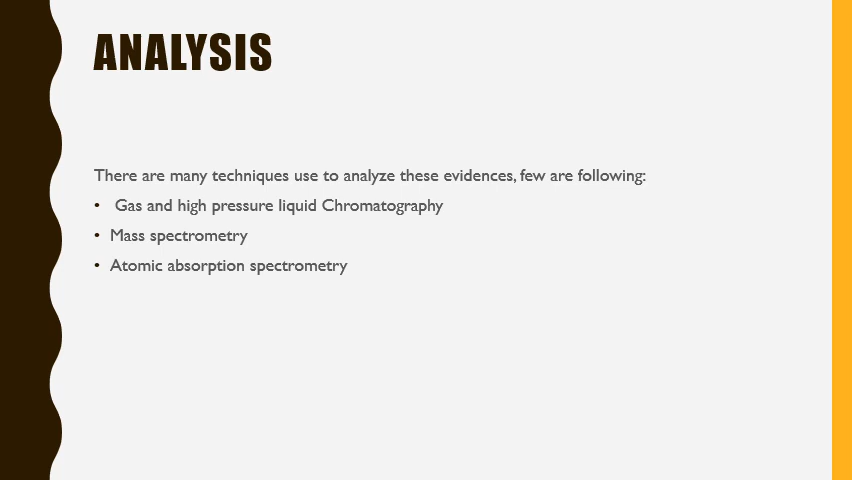 ANALYSIS
There are many techniques use to analyze these evidences, few are following:
• Gas and high pressure liquid Chromatography
• Mass spectrometry
• Atomic absorption spectrometry